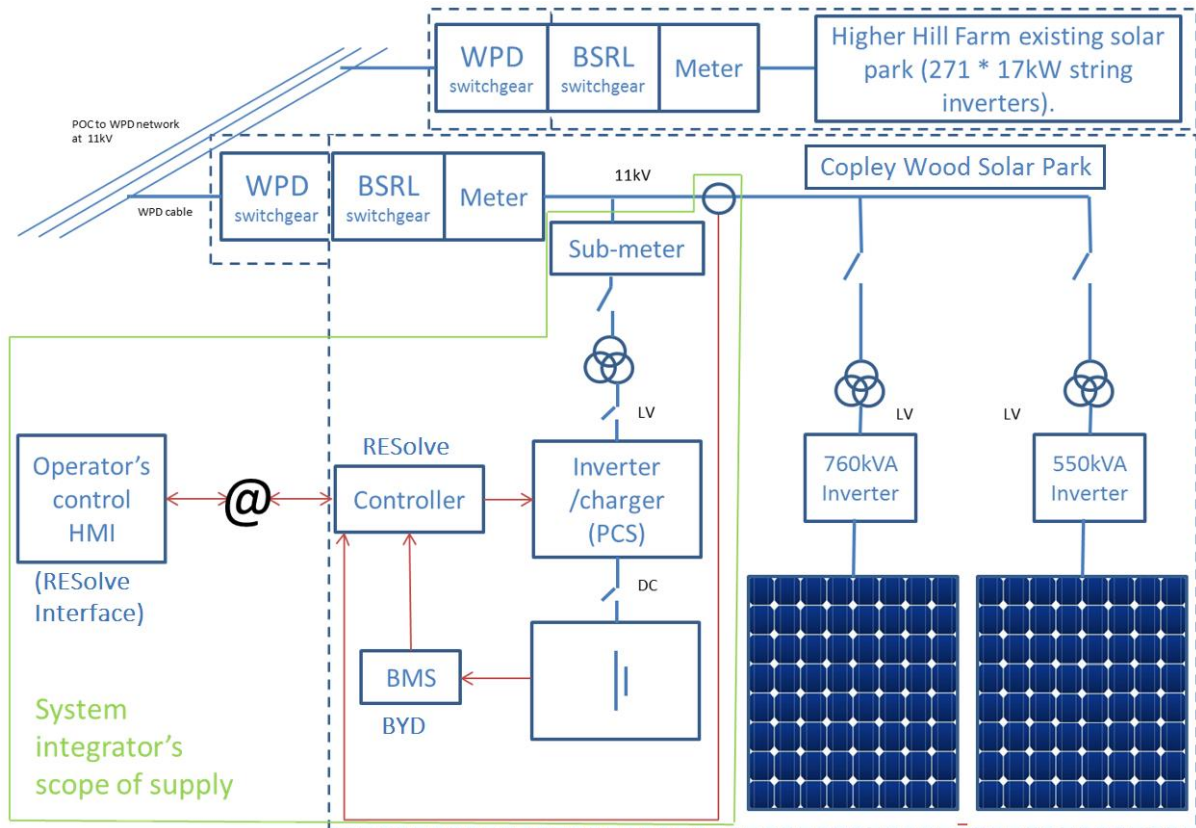 WPD
switchgear
BSRL
switchgear
Meter
Higher Hill Farm existing solar
park (271 * 17kW string
inverters).
POC to WPD network
at 11kV
WPD cable
WPD
switchgear
BSRL
switchgear
Meter
11kV
Copley Wood Solar Park
Sub-meter
LV
LV
LV
Operator’s
control
HMI
(RESolve
Interface)
@
RESolve
Controller
Inverter
/charger
(PCS)
760kVA
Inverter
550kVA
Inverter
DC
BMS
BYD
System
integrator’s
scope of supply